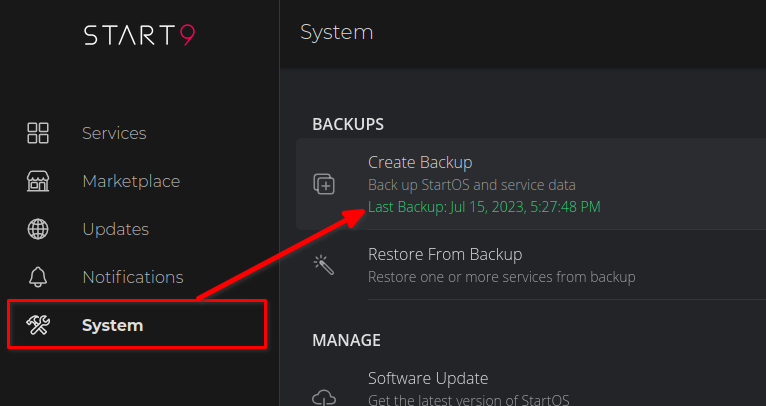 START9
System
Services
Marketplace
Updates
Notifications
System
BACKUPS
Create Backup
Back up StartOS and service data
Last Backup: Jul 15, 2023, 5:27:48 PM
Restore From Backup
Restore one or more services from backup
MANAGE
Software Update
Get the latest version of StartOS